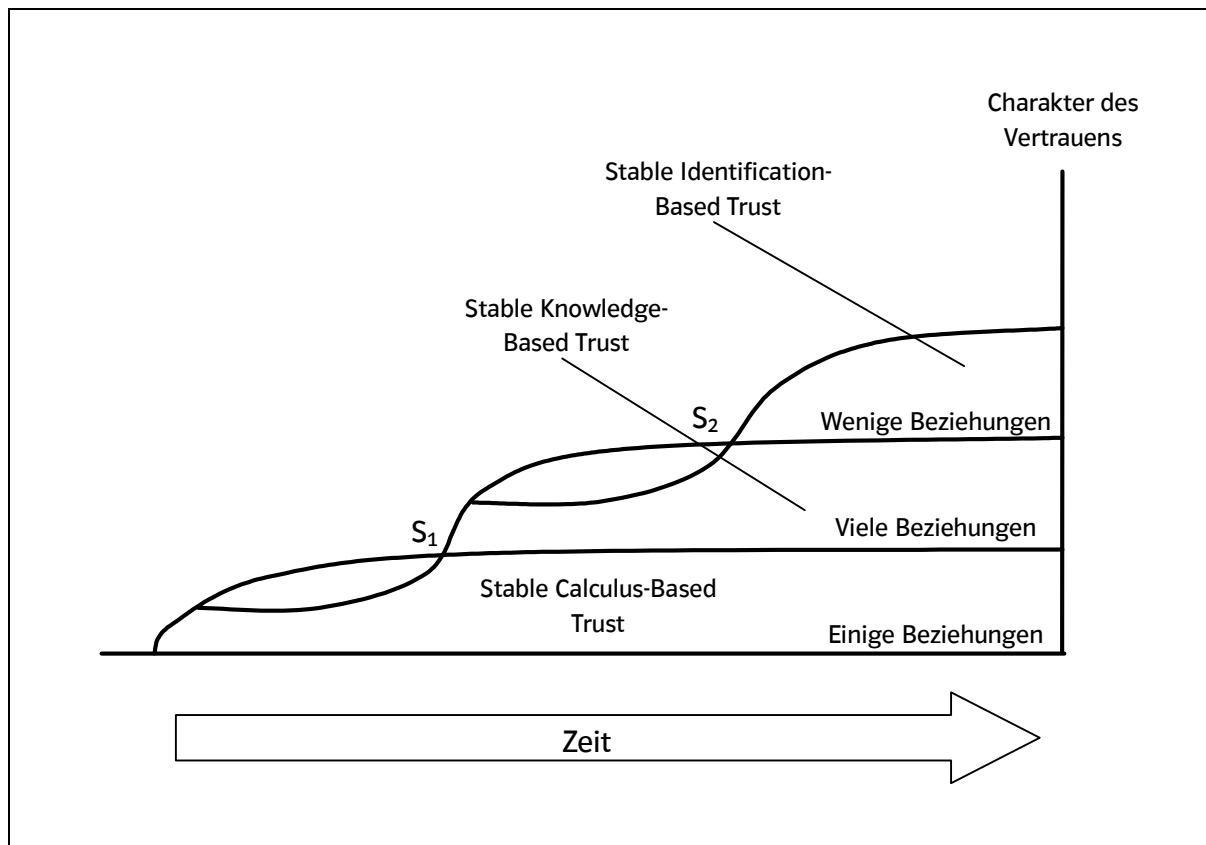 Charakter des
Vertrauens
Stable Identification-
Based Trust
Stable Knowledge-
Based Trust
S₂
Wenige Beziehungen
Viele Beziehungen
S₁
Stable Calculus-Based
Trust
Einige Beziehungen
Zeit